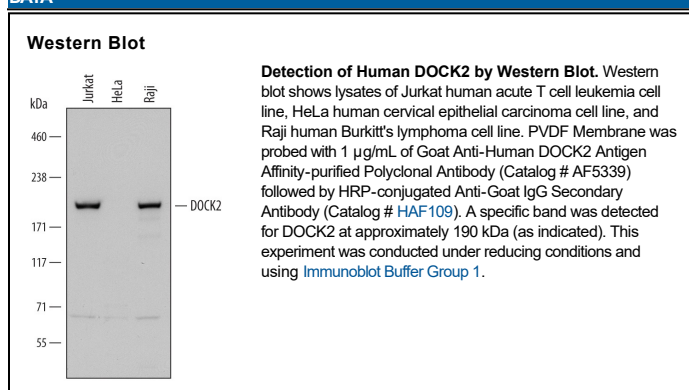 DATA
Western Blot
Jurkat
HeLa
Raji
kDa
460
238
DOCK2
171
117
71
55
Detection of Human DOCK2 by Western Blot. Western
blot shows lysates of Jurkat human acute T cell leukemia cell
line, HeLa human cervical epithelial carcinoma cell line, and
Raji human Burkitt's lymphoma cell line. PVDF Membrane was
probed with 1 µg/mL of Goat Anti-Human DOCK2 Antigen
Affinity-purified Polyclonal Antibody (Catalog # AF5339)
followed by HRP-conjugated Anti-Goat IgG Secondary
Antibody (Catalog # HAF109). A specific band was detected
for DOCK2 at approximately 190 kDa (as indicated). This
experiment was conducted under reducing conditions and
using Immunoblot Buffer Group 1.